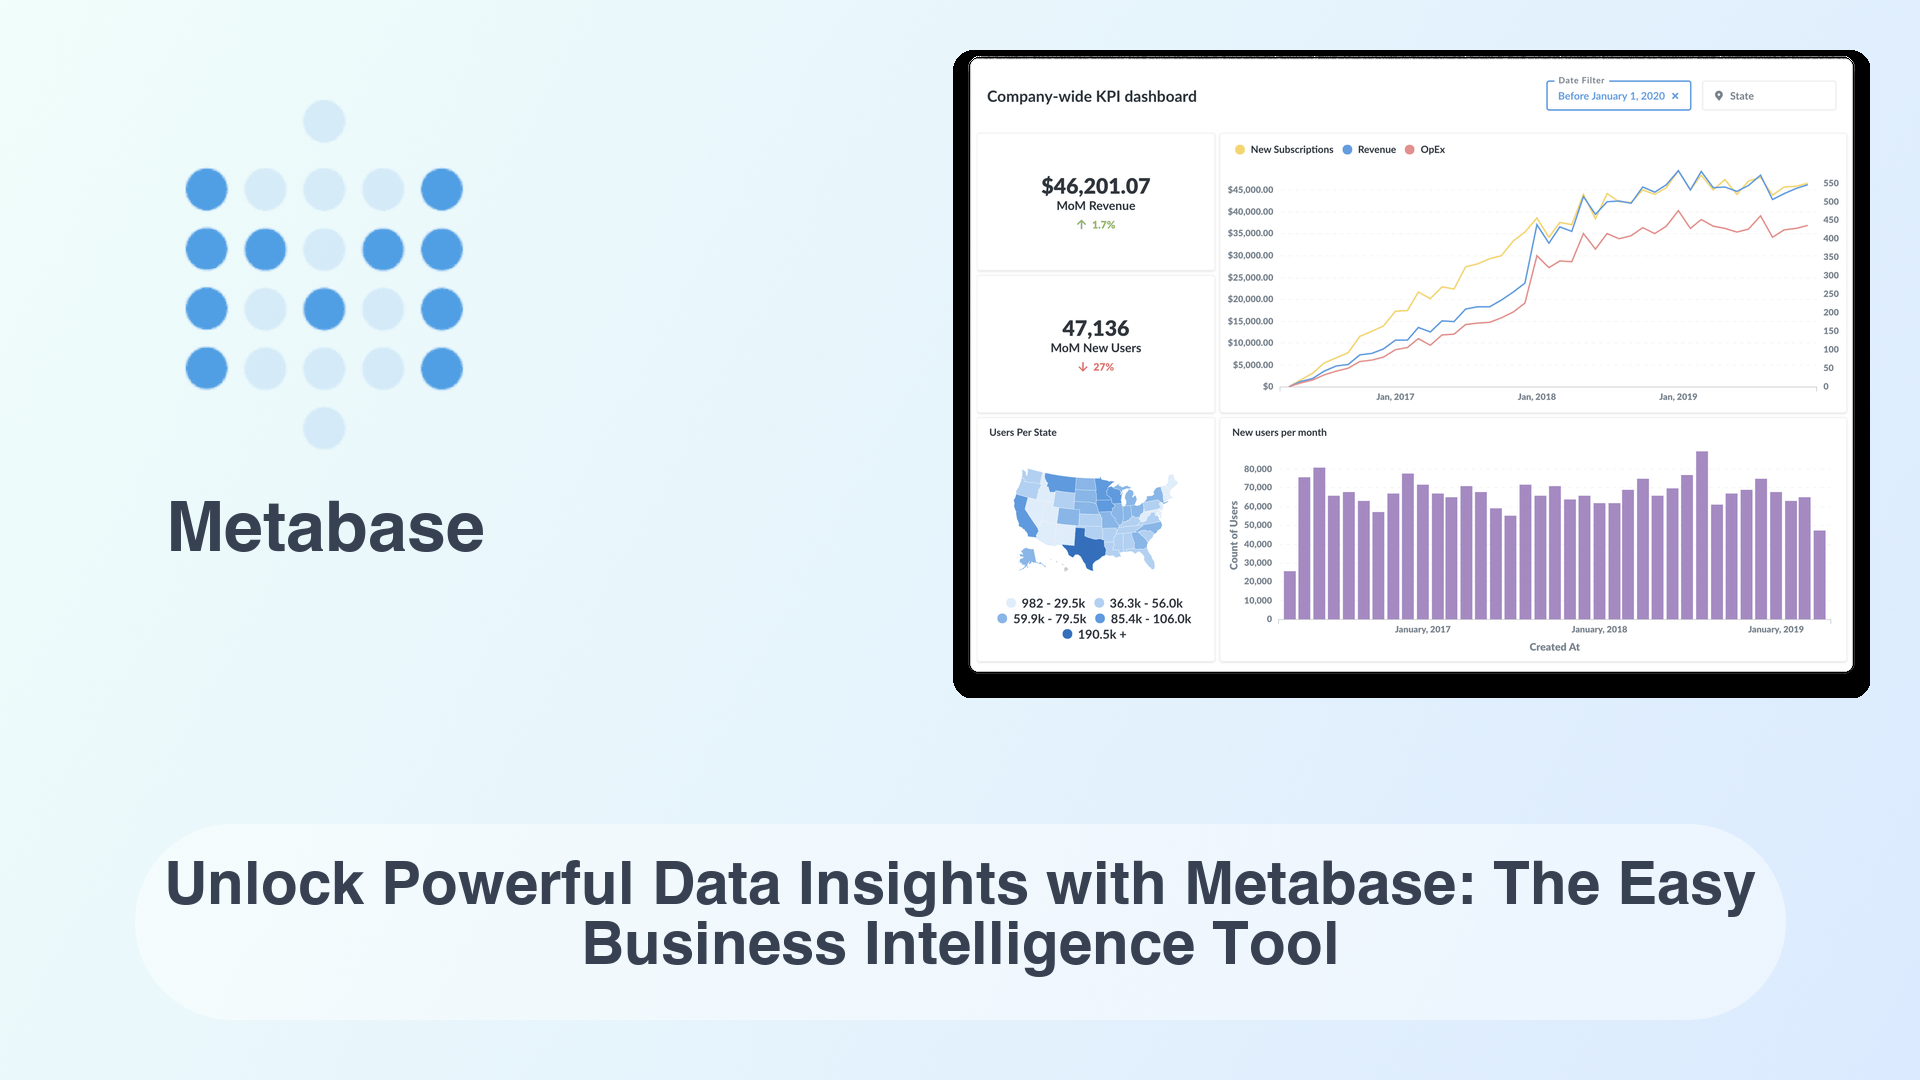 Metabase
Company-wide KPI dashboard
Date Filter
Before January 1, 2020 ×
State
$46,201.07
MoM Revenue
↑ 1.7%
47,136
MoM New Users
↓ 27%
New Subscriptions Revenue OpEx
$45,000.00
$40,000.00
$35,000.00
$30,000.00
$25,000.00
$20,000.00
$15,000.00
$10,000.00
$5,000.00
$0
550
500
450
400
350
300
250
200
150
100
50
0
Jan, 2017 Jan, 2018 Jan, 2019
Users Per State
982 - 29.5k 36.3k - 56.0k
59.9k - 79.5k 85.4k - 106.0k
190.5k +
New users per month
Count of Users
80,000
70,000
60,000
50,000
40,000
30,000
20,000
10,000
0
January, 2017 January, 2018 January, 2019
Created At
Unlock Powerful Data Insights with Metabase: The Easy
Business Intelligence Tool